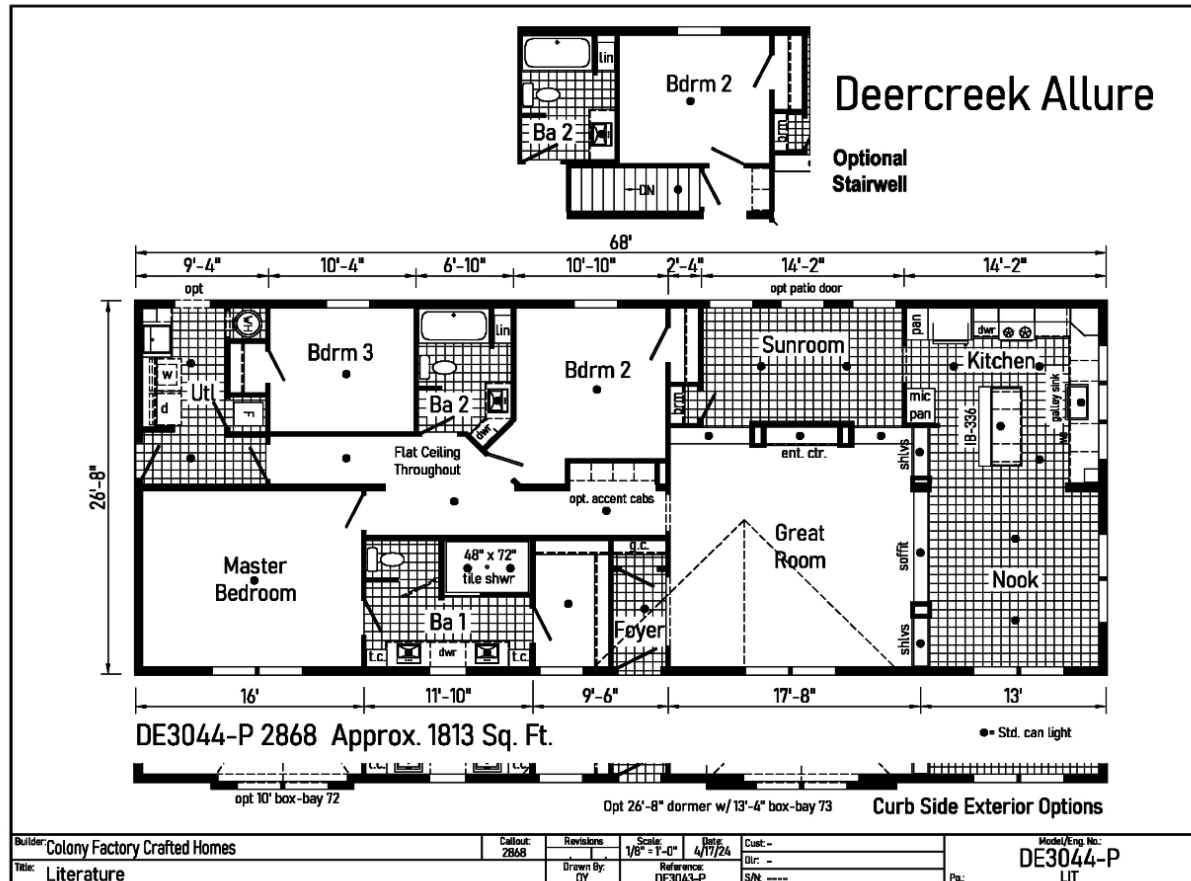 lin
Bdrm 2
Ba 2
brm
DN
Deercreek Allure
Optional
Stairwell
68'
9'-4"
10'-4"
6'-10"
10'-10"
2'-4"
14'-2"
14'-2"
opt
opt patio door
26'-8"
WH
W
d
Utl
F
Bdrm 3
lin
Ba 2
dwr
Bdrm 2
brm
Sunroom
pan
dwr
Kitchen
mic
pan
IB-336
galley sink
Flat Ceiling
Throughout
ent. ctr.
shlvs
opt. accent cabs
Master
Bedroom
48" x 72"
tile shwr
Ba 1
t.c.
dwr
t.c.
g.c.
Foyer
Great
Room
soffit
shlvs
Nook
16'
11'-10"
9'-6"
17'-8"
13'
DE3044-P 2868 Approx. 1813 Sq. Ft.
●= Std. can light
t.c.
t.c.
opt 10' box-bay 72
Opt 26'-8" dormer w/ 13'-4" box-bay 73
Curb Side Exterior Options
Builder: Colony Factory Crafted Homes
Callout: 2868
Revisions
Scale: 1/8" = 1'-0"
Date: 4/17/24
Cust: -
Model/Eng. No.: DE3044-P
Title: Literature
Drawn By: OY
Reference: DE3043-P
Dlr: -
S/N: ----
Pg.:
LIT